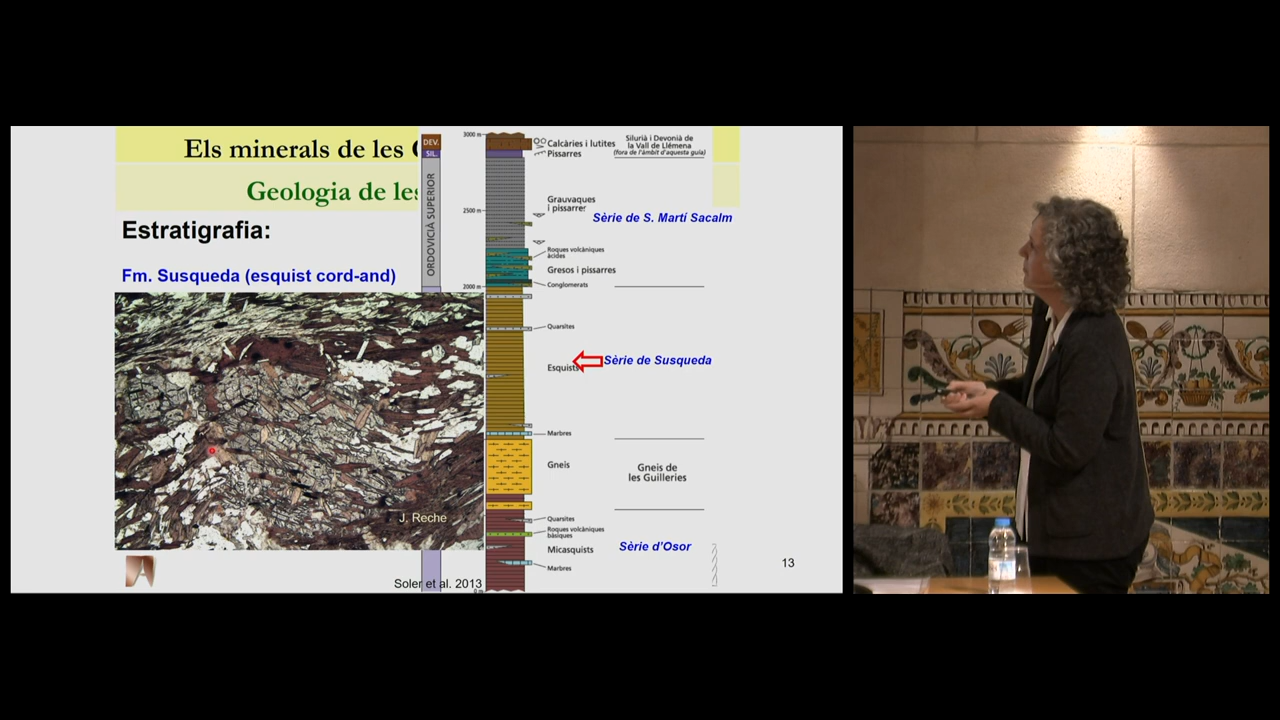 Els minerals de les
Geologia de les
Estratigrafia:
Fm. Susqueda (esquist cord-and)
J. Reche
Soler et al. 2013
DEV.
SIL.
ORDOVICIÀ SUPERIOR
3000 m
2500 m
2000 m
0 m
Calcàries i lutites
Pissarres
Silurià i Devonià de
la Vall de Llémena
(fora de l'àmbit d'aquesta guia)
Grauvaques
i pissarres
Sèrie de S. Martí Sacalm
Roques volcàniques
àcides
Gresos i pissarres
Conglomerats
Quarsites
Esquists
Sèrie de Susqueda
Marbres
Gneis
Gneis de
les Guilleries
Quarsites
Roques volcàniques
bàsiques
Micasquists
Sèrie d'Osor
Marbres
13